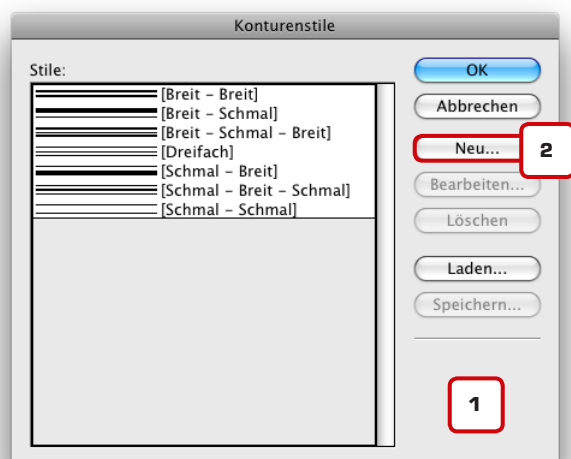 Konturenstile
Stile:
[Breit – Breit]
[Breit – Schmal]
[Breit – Schmal – Breit]
[Dreifach]
[Schmal – Breit]
[Schmal – Breit – Schmal]
[Schmal – Schmal]
OK
Abbrechen
Neu...
2
Bearbeiten...
Löschen
Laden...
Speichern...
1